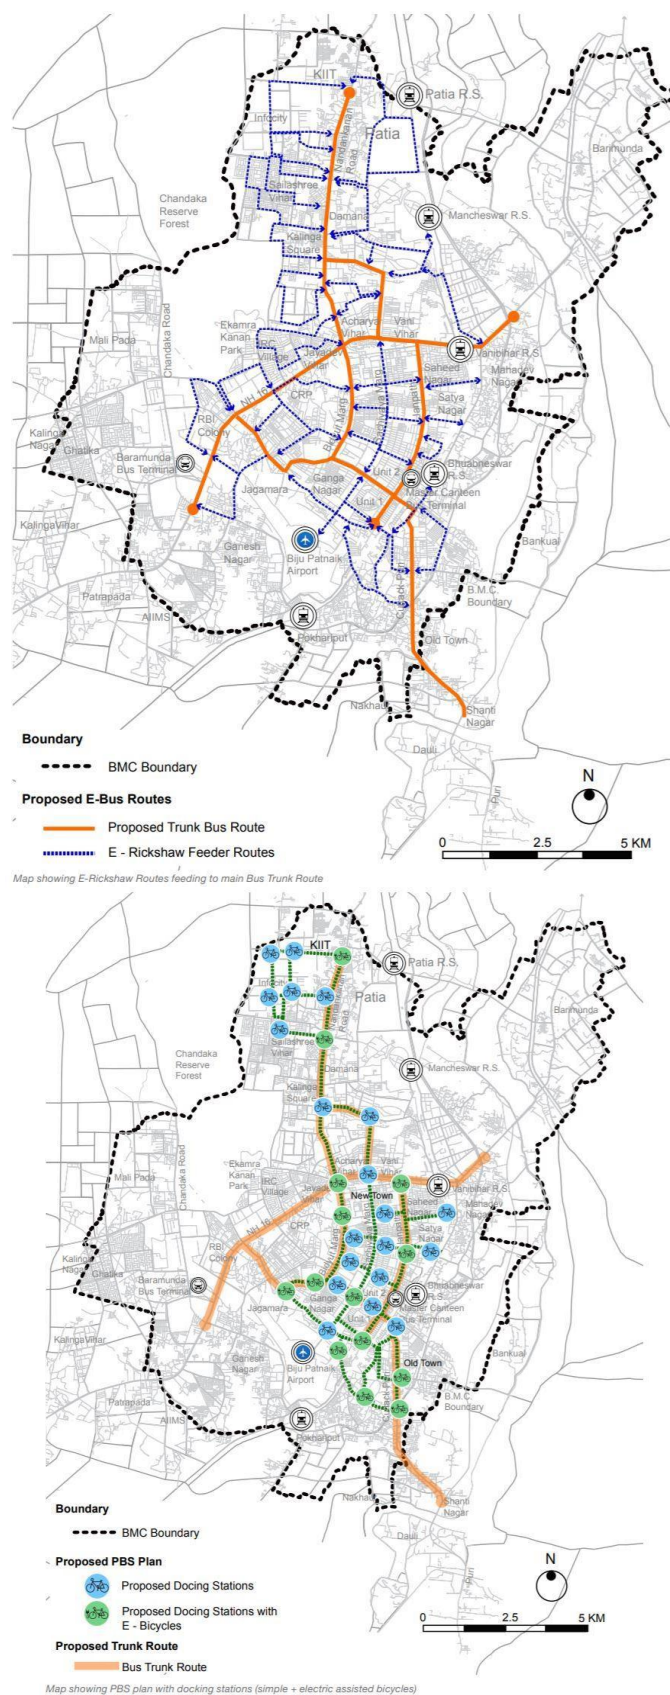 KIIT
Patia R.S.
Infocity
Patia
Nandankanan
Road
Barimunda
Sailashree
Vihar
Chandaka
Reserve
Forest
Damana
Mancheswar R.S.
Kalinga
Square
Chandaka Road
Mali Pada
Ekamra
Kanan
Park
IRC
Village
Acharya
Vihar
Vani
Vihar
Jayadev
Vihar
Vanibihar R.S.
Saheed
Nagar
Mahadev
Nagar
NH 16
CRP
Satya
Nagar
RBI
Colony
Kalinga
Nagar
Ghatika
Baramunda
Bus Terminal
Unit 2
Bhuabheswar
R.S.
Jagamara
Ganga
Nagar
Master Canteen
Bus Terminal
Unit 1
KalingaVihar
Ganesh
Nagar
Biju Patnaik
Airport
Bankual
Patrapada
B.M.C.
Boundary
AIIMS
Pokhariput
Old Town
Nakhau
Shanti
Nagar
Dauli
Puri
Boundary
BMC Boundary
N
Proposed E-Bus Routes
Proposed Trunk Bus Route
E - Rickshaw Feeder Routes
0 2.5 5 KM
Map showing E-Rickshaw Routes feeding to main Bus Trunk Route
KIIT
Patia R.S.
Infocity
Patia
Road
Barimunda
Sailashree
Vihar
Chandaka
Reserve
Forest
Damana
Mancheswar R.S.
Kalinga
Square
Chandaka Road
Mali Pada
Ekamra
Kanan
Park
IRC
Village
Acharya
Vihar
Vani
Vihar
Vihar
Vanibihar R.S.
New Town
Saheed
Nagar
Mahadev
Nagar
NH 16
CRP
Satya
Nagar
RBI
Colony
Kalinga
Nagar
Ghatika
Baramunda
Bus Terminal
Unit 2
Bhuabheswar
R.S.
Jagamara
Ganga
Nagar
Master Canteen
Bus Terminal
Unit 1
KalingaVihar
Ganesh
Nagar
Biju Patnaik
Airport
Old Town
Bankual
Patrapada
B.M.C.
Boundary
AIIMS
Pokhariput
Nakhau
Shanti
Nagar
Dauli
Puri
Boundary
BMC Boundary
Proposed PBS Plan
N
Proposed Docing Stations
Proposed Docing Stations with
E - Bicycles
0 2.5 5 KM
Proposed Trunk Route
Bus Trunk Route
Map showing PBS plan with docking stations (simple + electric assisted bicycles)